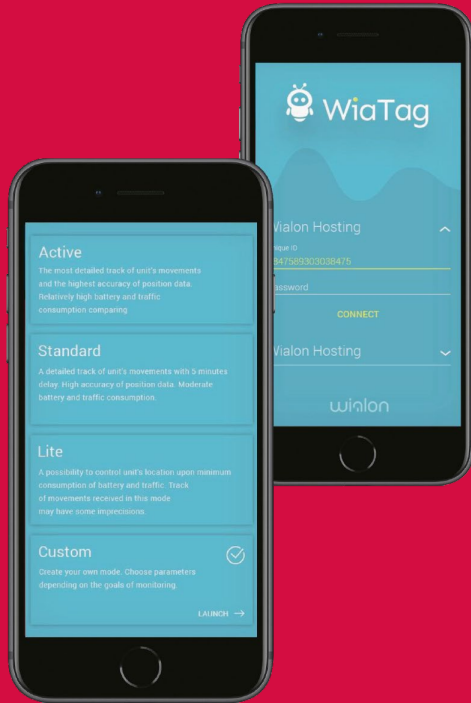 WiaTag
Wialon Hosting
nique ID
847589303038475
assword
CONNECT
Wialon Hosting
wialon
Active
The most detailed track of unit's movements
and the highest accuracy of position data.
Relatively high battery and traffic
consumption comparing
Standard
A detailed track of unit's movements with 5 minutes
delay. High accuracy of position data. Moderate
battery and traffic consumption.
Lite
A possibility to control unit's location upon minimum
consumption of battery and traffic. Track
of movements received in this mode
may have some imprecisions.
Custom
Create your own mode. Choose parameters
depending on the goals of monitoring.
LAUNCH →